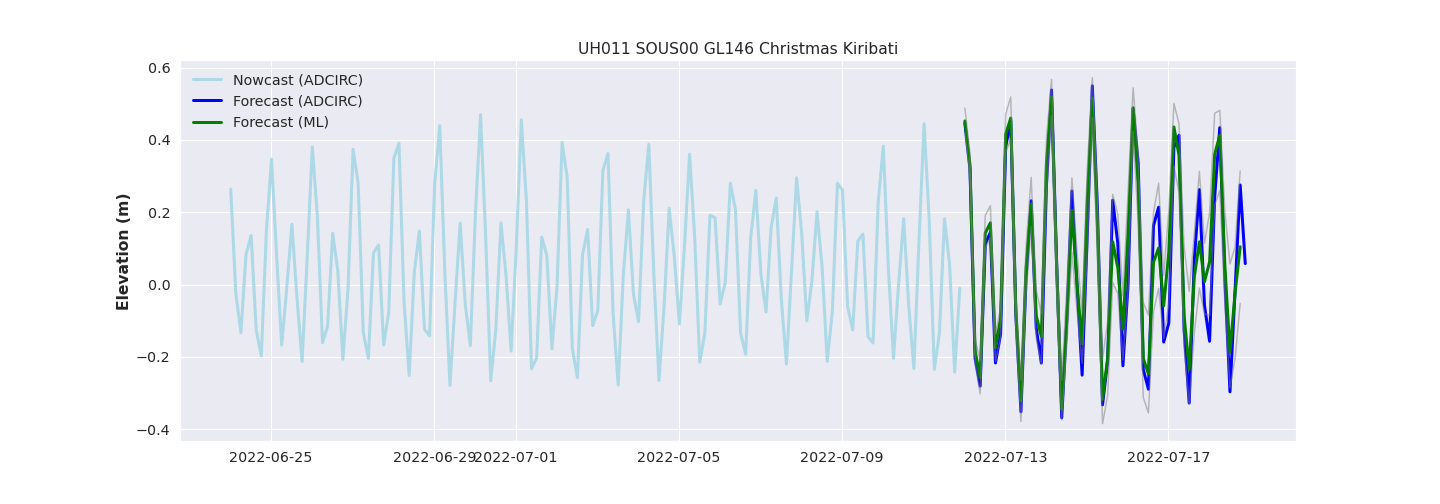 UH011 SOUS00 GL146 Christmas Kiribati
Nowcast (ADCIRC)
Forecast (ADCIRC)
Forecast (ML)
Elevation (m)
0.6
0.4
0.2
0.0
−0.2
−0.4
2022-06-25 2022-06-29 2022-07-01 2022-07-05 2022-07-09 2022-07-13 2022-07-17